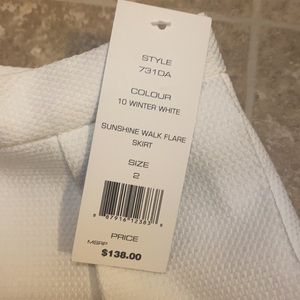 STYLE
731DA
COLOUR
10 WINTER WHITE
SUNSHINE WALK FLARE
SKIRT
SIZE
2
PRICE
MSRP
$138.00